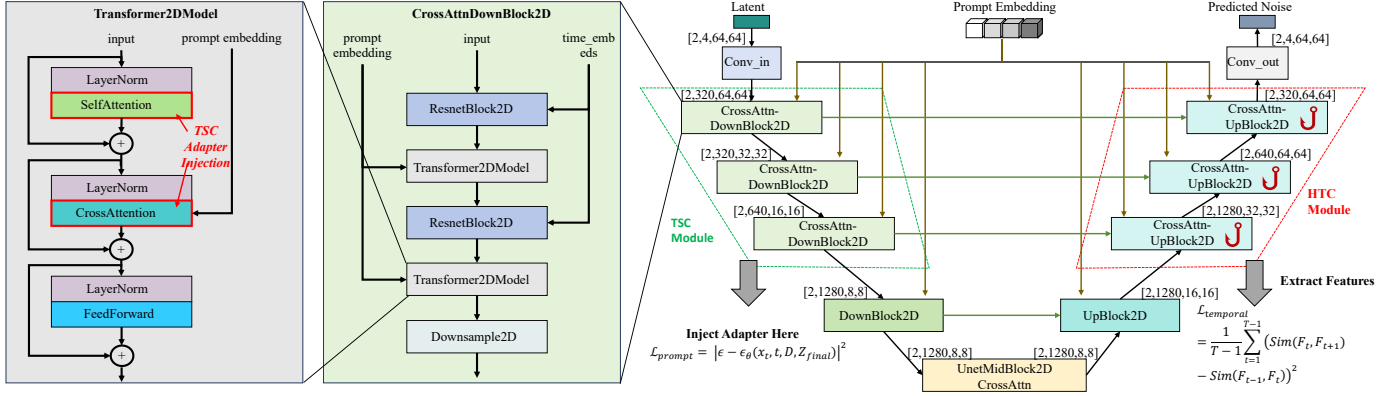 Transformer2DModel
input
prompt embedding
LayerNorm
SelfAttention
+
TSC
Adapter
Injection
LayerNorm
CrossAttention
+
LayerNorm
FeedForward
+
CrossAttnDownBlock2D
prompt
embedding
input
time_emb
eds
ResnetBlock2D
Transformer2DModel
ResnetBlock2D
Transformer2DModel
Downsample2D
Latent
Prompt Embedding
Predicted Noise
[2,4,64,64]
[2,4,64,64]
Conv_in
Conv_out
[2,320,64,64]
[2,320,64,64]
CrossAttn-
DownBlock2D
CrossAttn-
UpBlock2D
[2,320,32,32]
[2,640,64,64]
CrossAttn-
DownBlock2D
CrossAttn-
UpBlock2D
HTC
Module
[2,640,16,16]
[2,1280,32,32]
TSC
Module
CrossAttn-
DownBlock2D
CrossAttn-
UpBlock2D
Extract Features
[2,1280,8,8]
[2,1280,16,16]
DownBlock2D
UpBlock2D
Inject Adapter Here
ℒ_prompt = |ϵ − ϵ_θ(x_t, t, D, Z_final)|^2
[2,1280,8,8]
[2,1280,8,8]
UnetMidBlock2D
CrossAttn
ℒ_temporal
= \frac{1}{T − 1} \sum_{t=1}^{T−1} (Sim(F_t, F_{t+1})
− Sim(F_{t−1}, F_t))^2